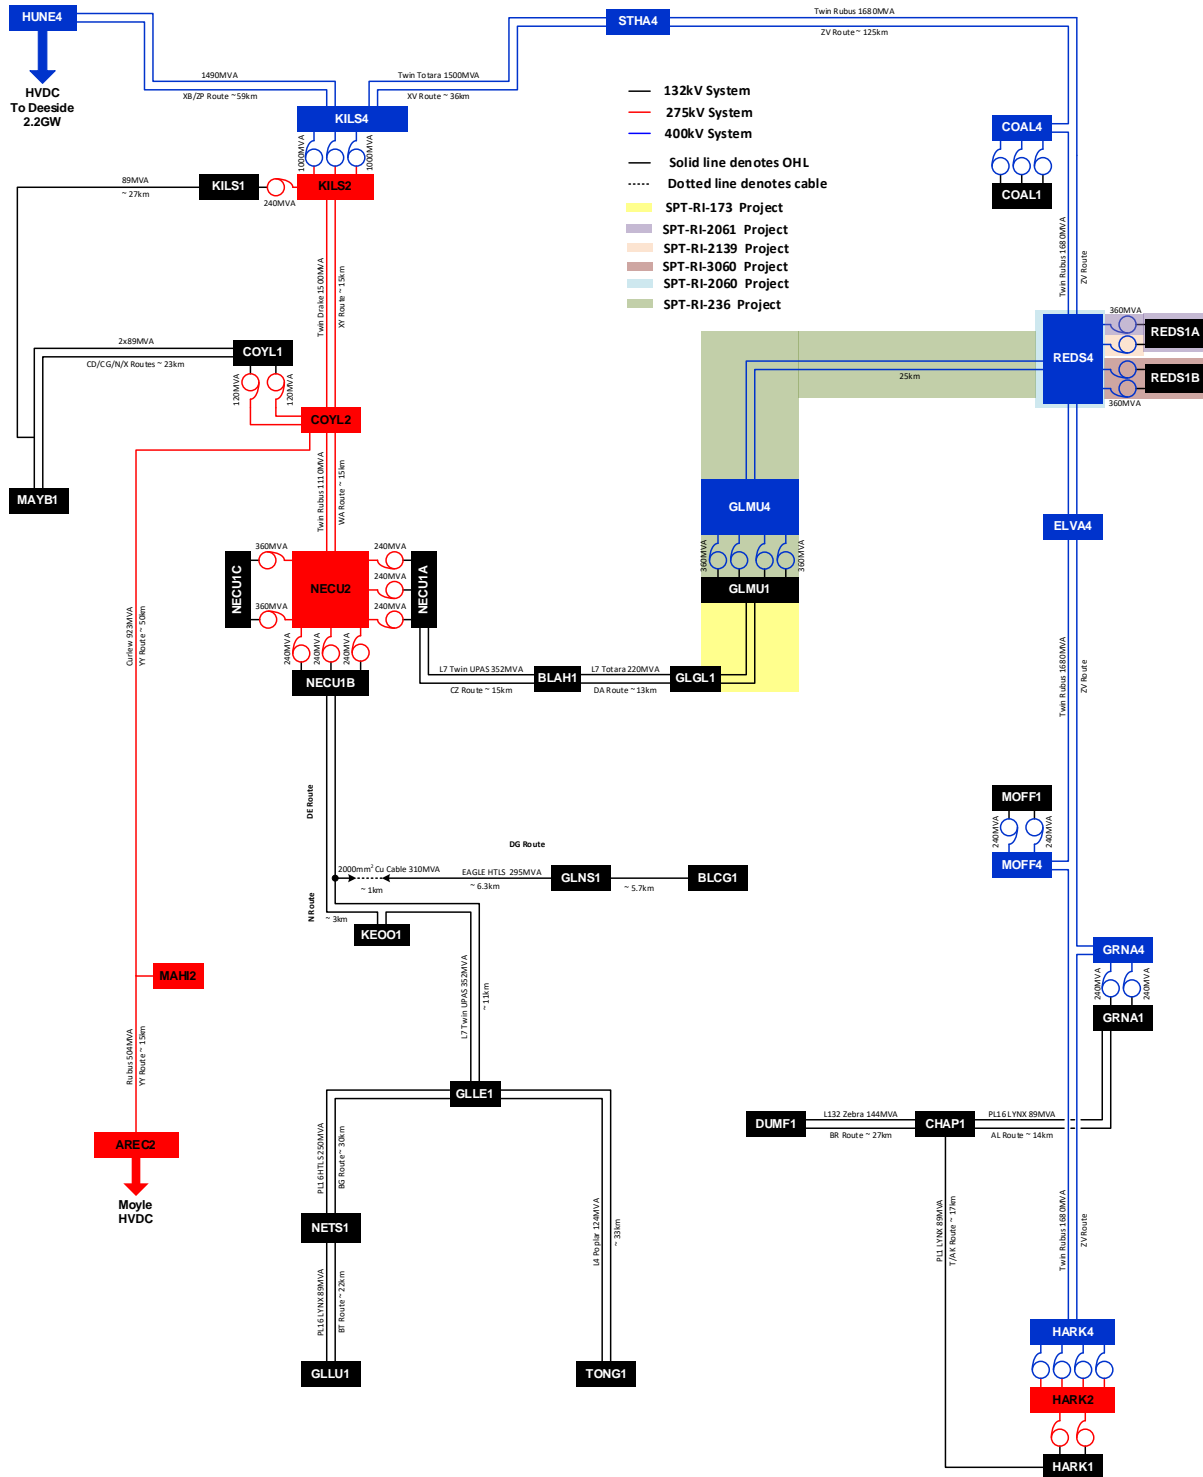 HUNE4
STHA4
Twin Rubus 1680MVA
ZV Route ~ 125km
1490MVA
XB/ZP Route ~59km
Twin Totara 1500MVA
XV Route ~ 36km
HVDC
To Deeside
2.2GW
KILS4
1000MVA
1000MVA
132kV System
275kV System
400kV System
Solid line denotes OHL
Dotted line denotes cable
SPT-RI-173 Project
SPT-RI-2061 Project
SPT-RI-2139 Project
SPT-RI-3060 Project
SPT-RI-2060 Project
SPT-RI-236 Project
COAL4
COAL1
89MVA
~ 27km
KILS1
240MVA
KILS2
Twin Drake 1500MVA
XY Route ~ 15km
Twin Rubus 1680MVA
ZV Route
2x89MVA
CD/CG/N/X Routes ~ 23km
COYL1
120MVA
120MVA
COYL2
360MVA
REDS1A
REDS4
25km
REDS1B
360MVA
MAYB1
Twin Rubus 1110MVA
WA Route ~ 15km
GLMU4
ELVA4
360MVA
360MVA
GLMU1
NECU1C
360MVA
360MVA
NECU2
240MVA
240MVA
240MVA
NECU1A
240MVA
240MVA
240MVA
NECU1B
Curlew 923MVA
YY Route ~ 50km
L7 Twin UPAS 352MVA
CZ Route ~ 15km
BLAH1
L7 Totara 220MVA
DA Route ~ 13km
GLGL1
Twin Rubus 1680MVA
ZV Route
DE Route
MOFF1
240MVA
240MVA
MOFF4
DG Route
2000mm² Cu Cable 310MVA
~ 1km
EAGLE HTLS 295MVA
~ 6.3km
GLNS1
~ 5.7km
BLCG1
N Route
~ 3km
KEOO1
MAHI2
L7 Twin UPAS 352MVA
~ 11km
GRNA4
240MVA
240MVA
GRNA1
Rubus 504MVA
YY Route ~ 15km
GLLE1
AREC2
Moyle
HVDC
DUMF1
L132 Zebra 144MVA
BR Route ~ 27km
CHAP1
PL16 LYNX 89MVA
AL Route ~ 14km
PL16 HTLS 250MVA
BG Route ~ 30km
NETS1
L4 Poplar 124MVA
~ 33km
PL1 LYNX 89MVA
T/AK Route ~ 17km
Twin Rubus 1680MVA
ZV Route
PL16 LYNX 89MVA
BT Route ~ 22km
GLLU1
TONG1
HARK4
HARK2
HARK1